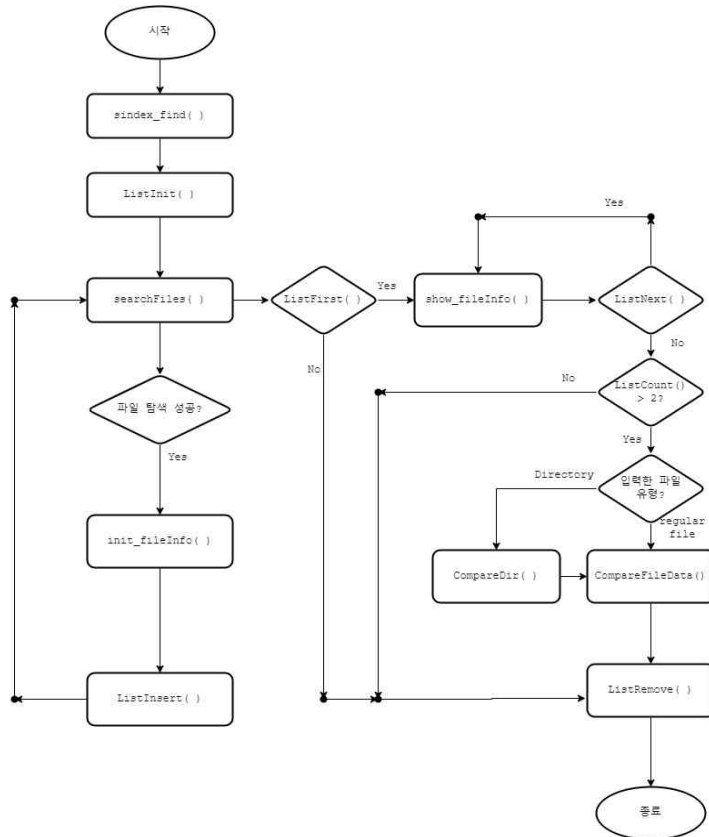 시작
sindex_find( )
ListInit( )
Yes
searchFiles( )
ListFirst( )
Yes
show_fileInfo( )
ListNext( )
No
No
No
ListCount()
> 2?
파일 탐색 성공?
Yes
Yes
Directory
입력한 파일
유형?
regular
file
init_fileInfo( )
CompareDir( )
CompareFileData()
ListInsert( )
ListRemove( )
종료